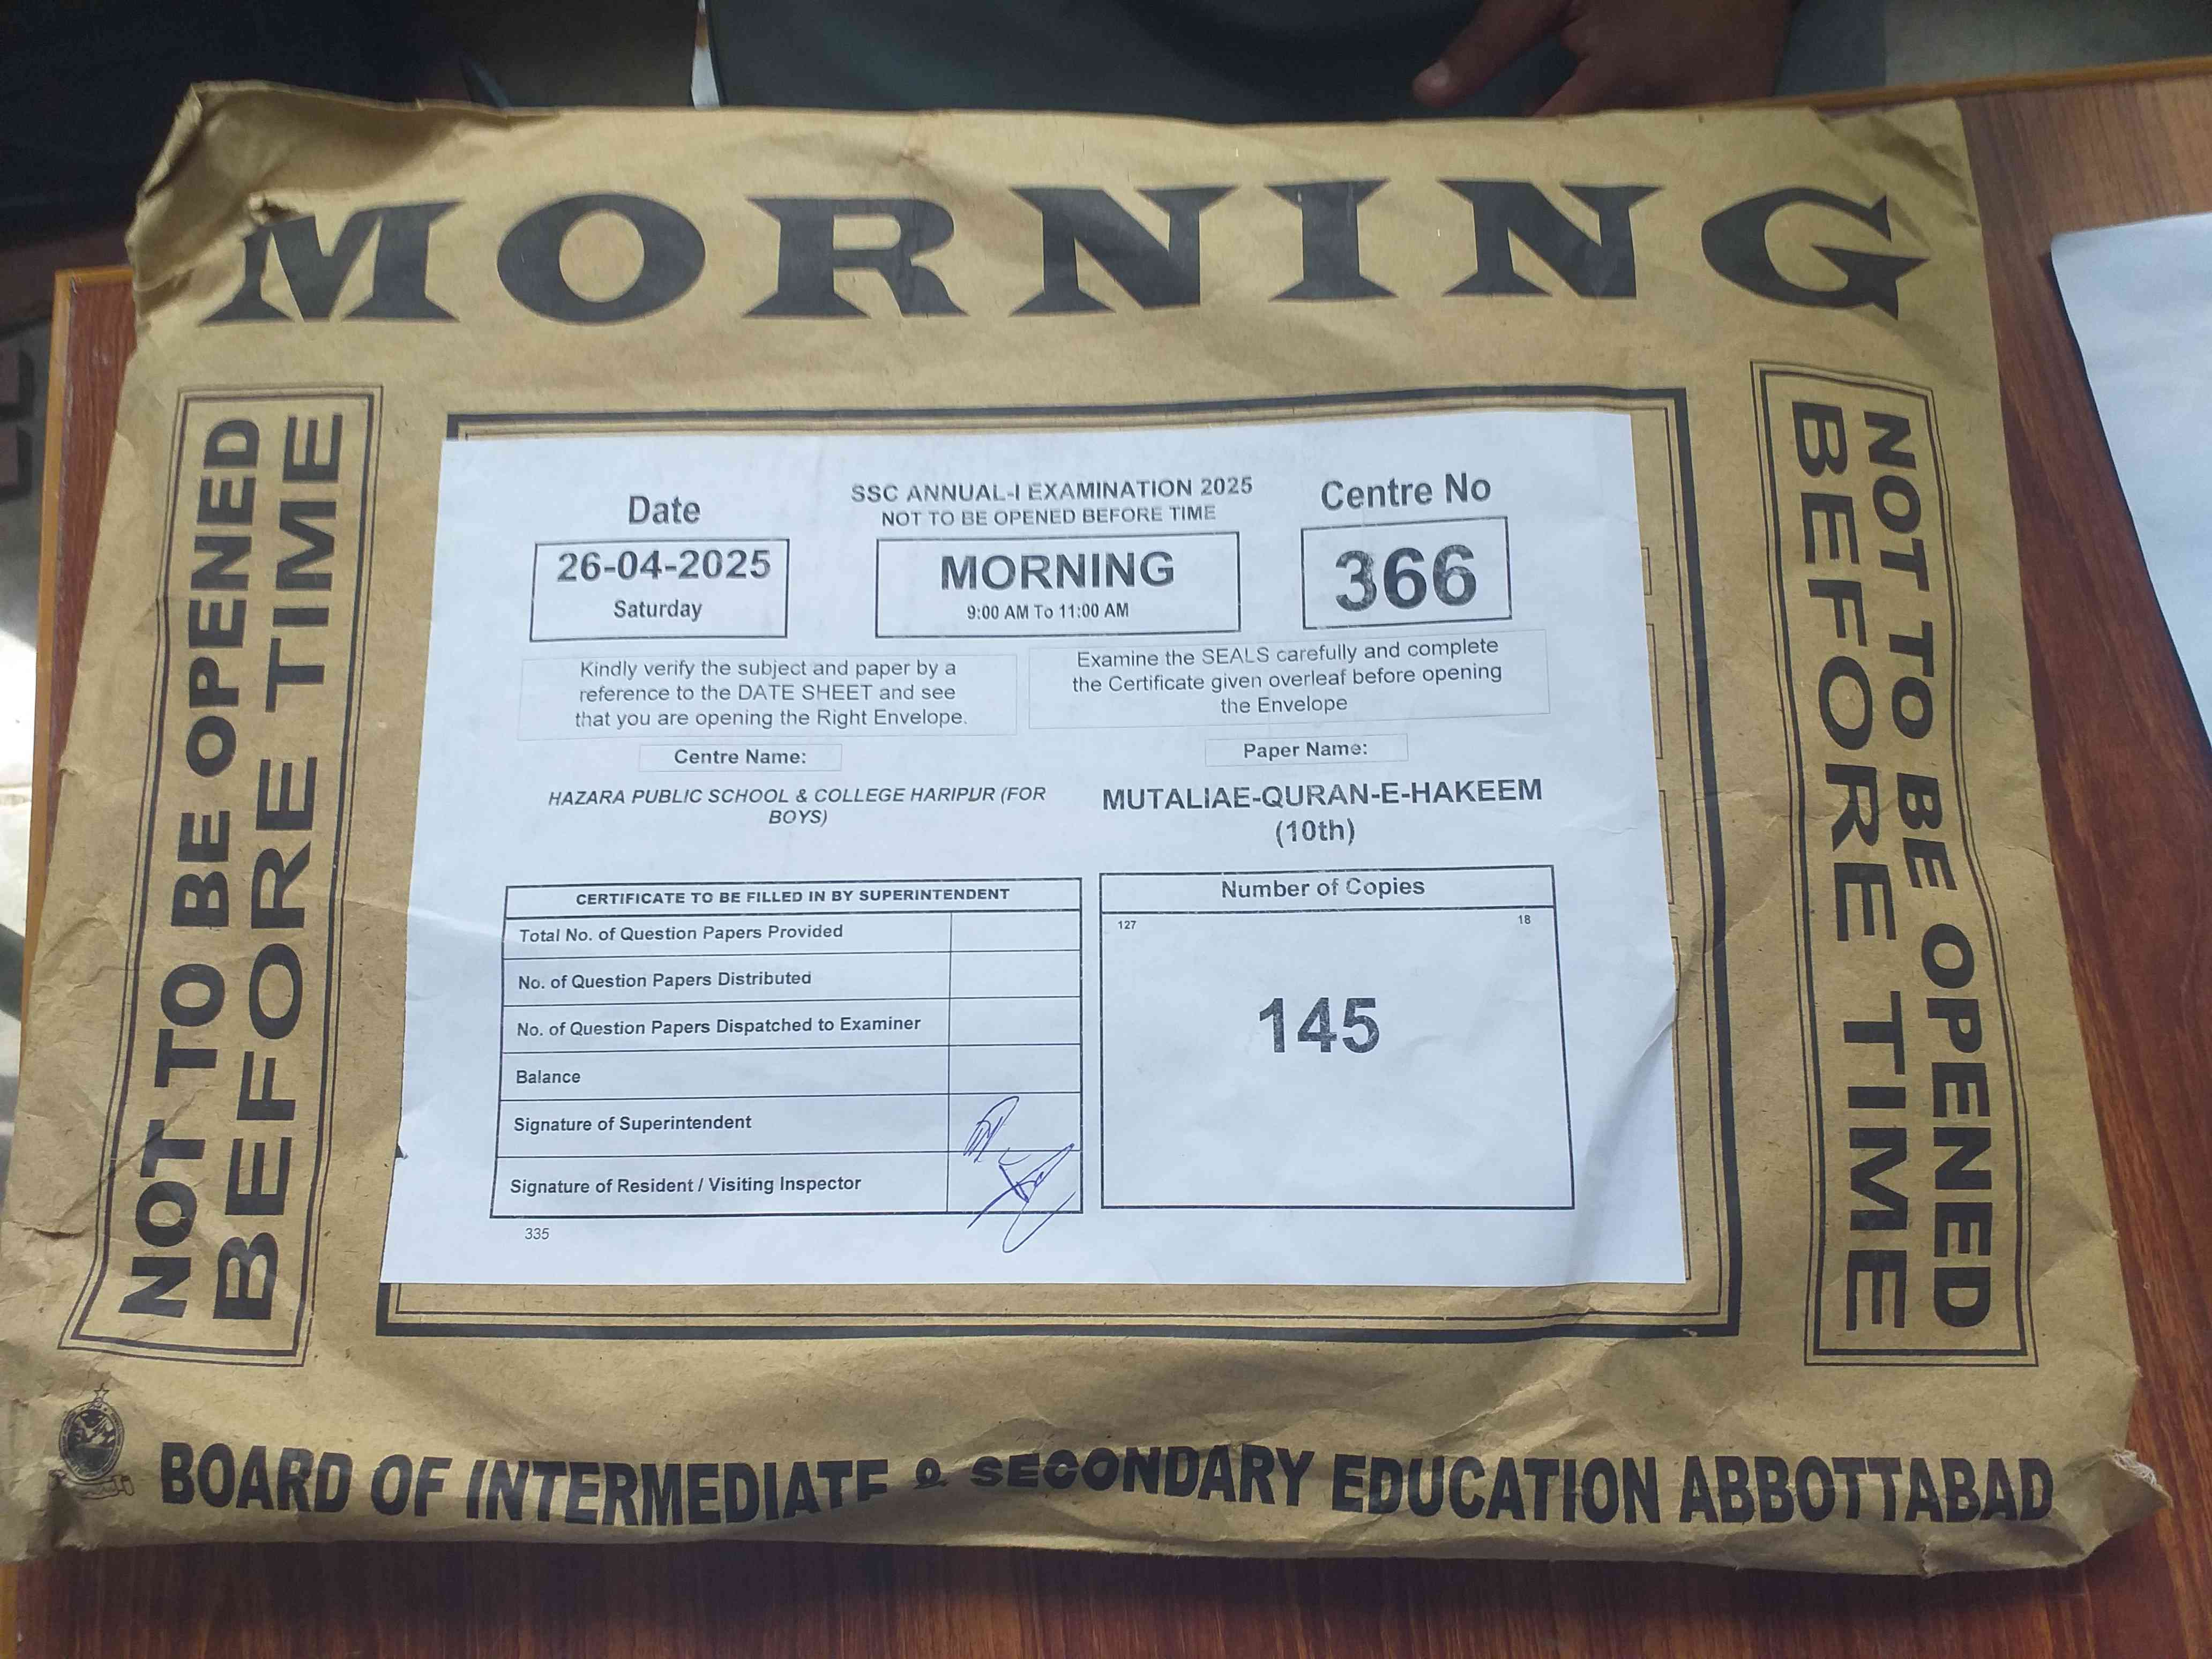 MORNING
NOT TO BE OPENED
BEFORE TIME
Date
26-04-2025
Saturday
SSC ANNUAL-I EXAMINATION 2025
NOT TO BE OPENED BEFORE TIME
MORNING
9:00 AM To 11:00 AM
Centre No
366
Kindly verify the subject and paper by a
reference to the DATE SHEET and see
that you are opening the Right Envelope.
Examine the SEALS carefully and complete
the Certificate given overleaf before opening
the Envelope
Centre Name:
HAZARA PUBLIC SCHOOL & COLLEGE HARIPUR (FOR
BOYS)
Paper Name:
MUTALIAE-QURAN-E-HAKEEM
(10th)
CERTIFICATE TO BE FILLED IN BY SUPERINTENDENT
Total No. of Question Papers Provided
No. of Question Papers Distributed
No. of Question Papers Dispatched to Examiner
Balance
Signature of Superintendent
Signature of Resident / Visiting Inspector
335
Number of Copies
127 18
145
NOT TO BE OPENED
BEFORE TIME
BOARD OF INTERMEDIATE & SECONDARY EDUCATION ABBOTTABAD